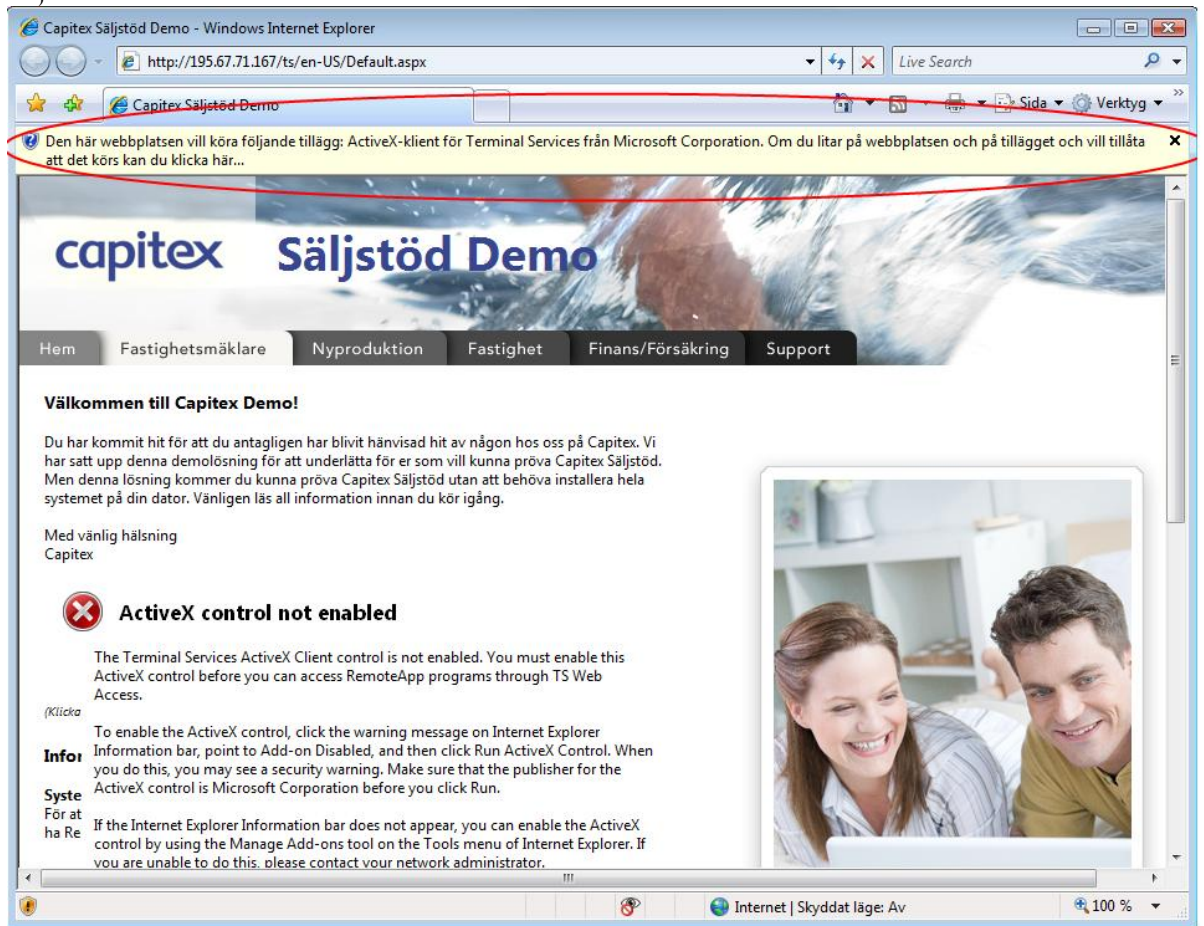 Capitex Säljstöd Demo - Windows Internet Explorer
http://195.67.71.167/ts/en-US/Default.aspx
Live Search
Capitex Säljstöd Demo
Sida
Verktyg
Den här webbplatsen vill köra följande tillägg: ActiveX-klient för Terminal Services från Microsoft Corporation. Om du litar på webbplatsen och på tillägget och vill tillåta
att det körs kan du klicka här...
capitex Säljstöd Demo
Hem Fastighetsmäklare Nyproduktion Fastighet Finans/Försäkring Support
Välkommen till Capitex Demo!
Du har kommit hit för att du antagligen har blivit hänvisad hit av någon hos oss på Capitex. Vi
har satt upp denna demolösning för att underlätta för er som vill kunna pröva Capitex Säljstöd.
Men denna lösning kommer du kunna pröva Capitex Säljstöd utan att behöva installera hela
systemet på din dator. Vänligen läs all information innan du kör igång.
Med vänlig hälsning
Capitex
ActiveX control not enabled
The Terminal Services ActiveX Client control is not enabled. You must enable this
ActiveX control before you can access RemoteApp programs through TS Web
Access.
(Klicka
To enable the ActiveX control, click the warning message on Internet Explorer
Information bar, point to Add-on Disabled, and then click Run ActiveX Control. When
you do this, you may see a security warning. Make sure that the publisher for the
ActiveX control is Microsoft Corporation before you click Run.
Infor
Syste
För at
ha Re
If the Internet Explorer Information bar does not appear, you can enable the ActiveX
control by using the Manage Add-ons tool on the Tools menu of Internet Explorer. If
you are unable to do this, please contact your network administrator.
Internet | Skyddat läge: Av
100 %